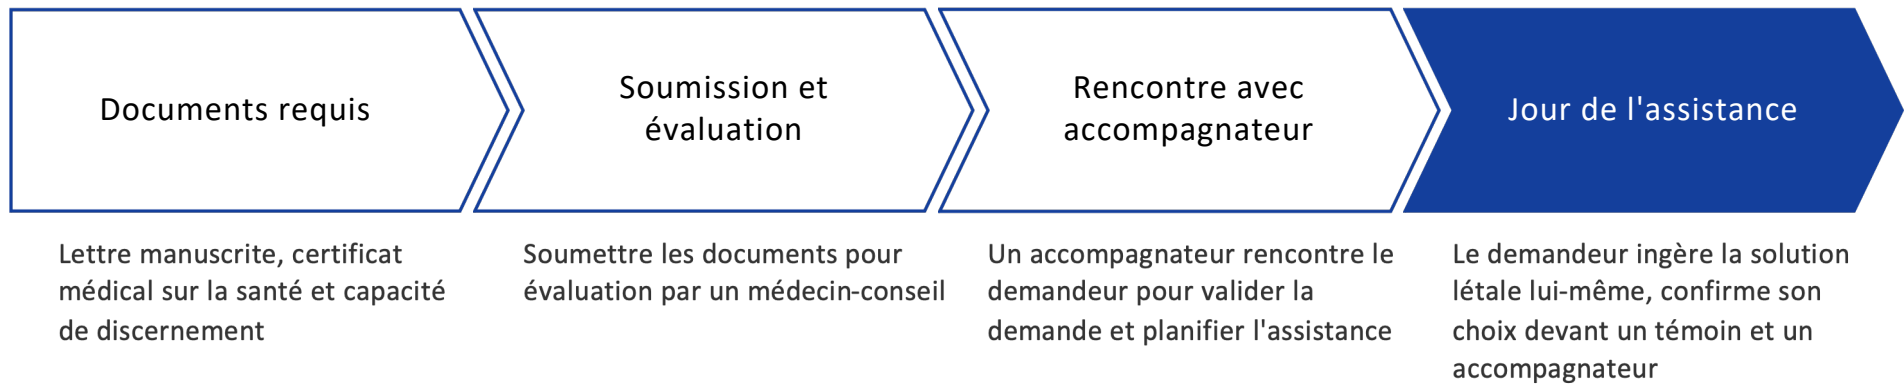 Documents requis
Soumission et
évaluation
Rencontre avec
accompagnateur
Jour de l'assistance
Lettre manuscrite, certificat
médical sur la santé et capacité
de discernement
Soumettre les documents pour
évaluation par un médecin-conseil
Un accompagnateur rencontre le
demandeur pour valider la
demande et planifier l'assistance
Le demandeur ingère la solution
létale lui-même, confirme son
choix devant un témoin et un
accompagnateur